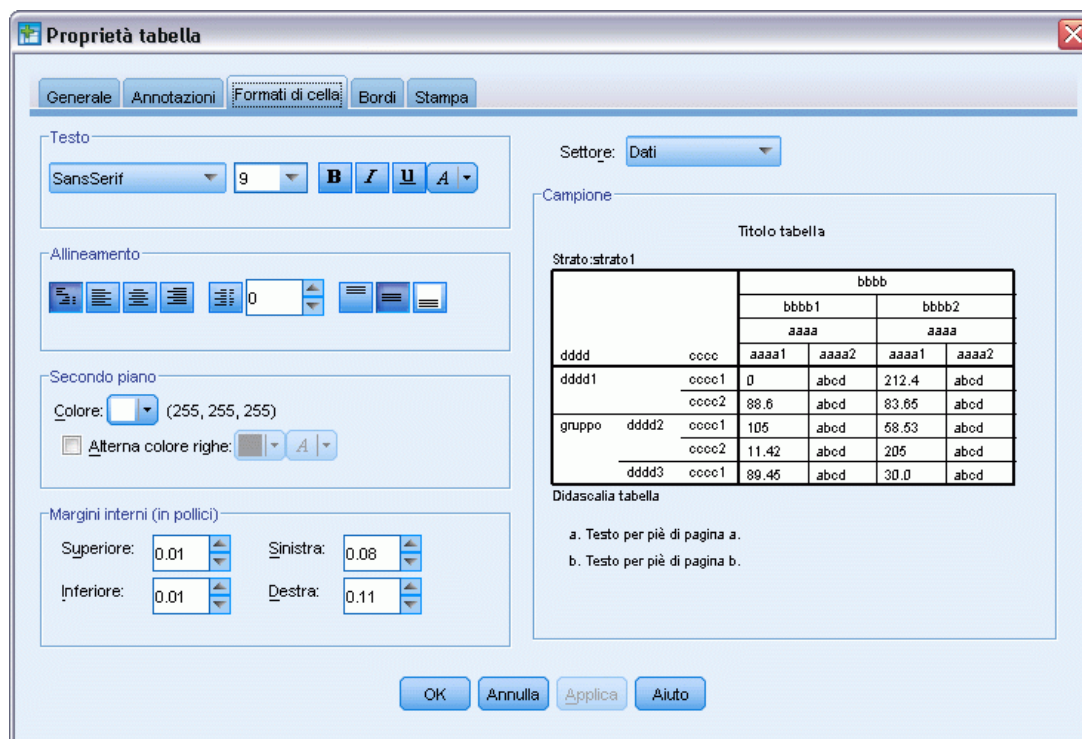 Proprietà tabella
Generale Annotazioni Formati di cella Bordi Stampa
Testo
SansSerif 9 B I U A
Allineamento
0
Secondo piano
Colore: (255, 255, 255)
Alterna colore righe: A
Margini interni (in pollici)
Superiore: 0.01 Sinistra: 0.08
Inferiore: 0.01 Destra: 0.11
Settore: Dati
Campione
Titolo tabella
Strato:strato1
bbbb
bbbb1 bbbb2
aaaa aaaa
dddd cccc aaaa1 aaaa2 aaaa1 aaaa2
dddd1 cccc1 0 abcd 212.4 abcd
cccc2 88.6 abcd 83.65 abcd
gruppo dddd2 cccc1 105 abcd 58.53 abcd
cccc2 11.42 abcd 205 abcd
dddd3 cccc1 89.45 abcd 30.0 abcd
Didascalia tabella
a. Testo per piè di pagina a.
b. Testo per piè di pagina b.
OK Annulla Applica Aiuto